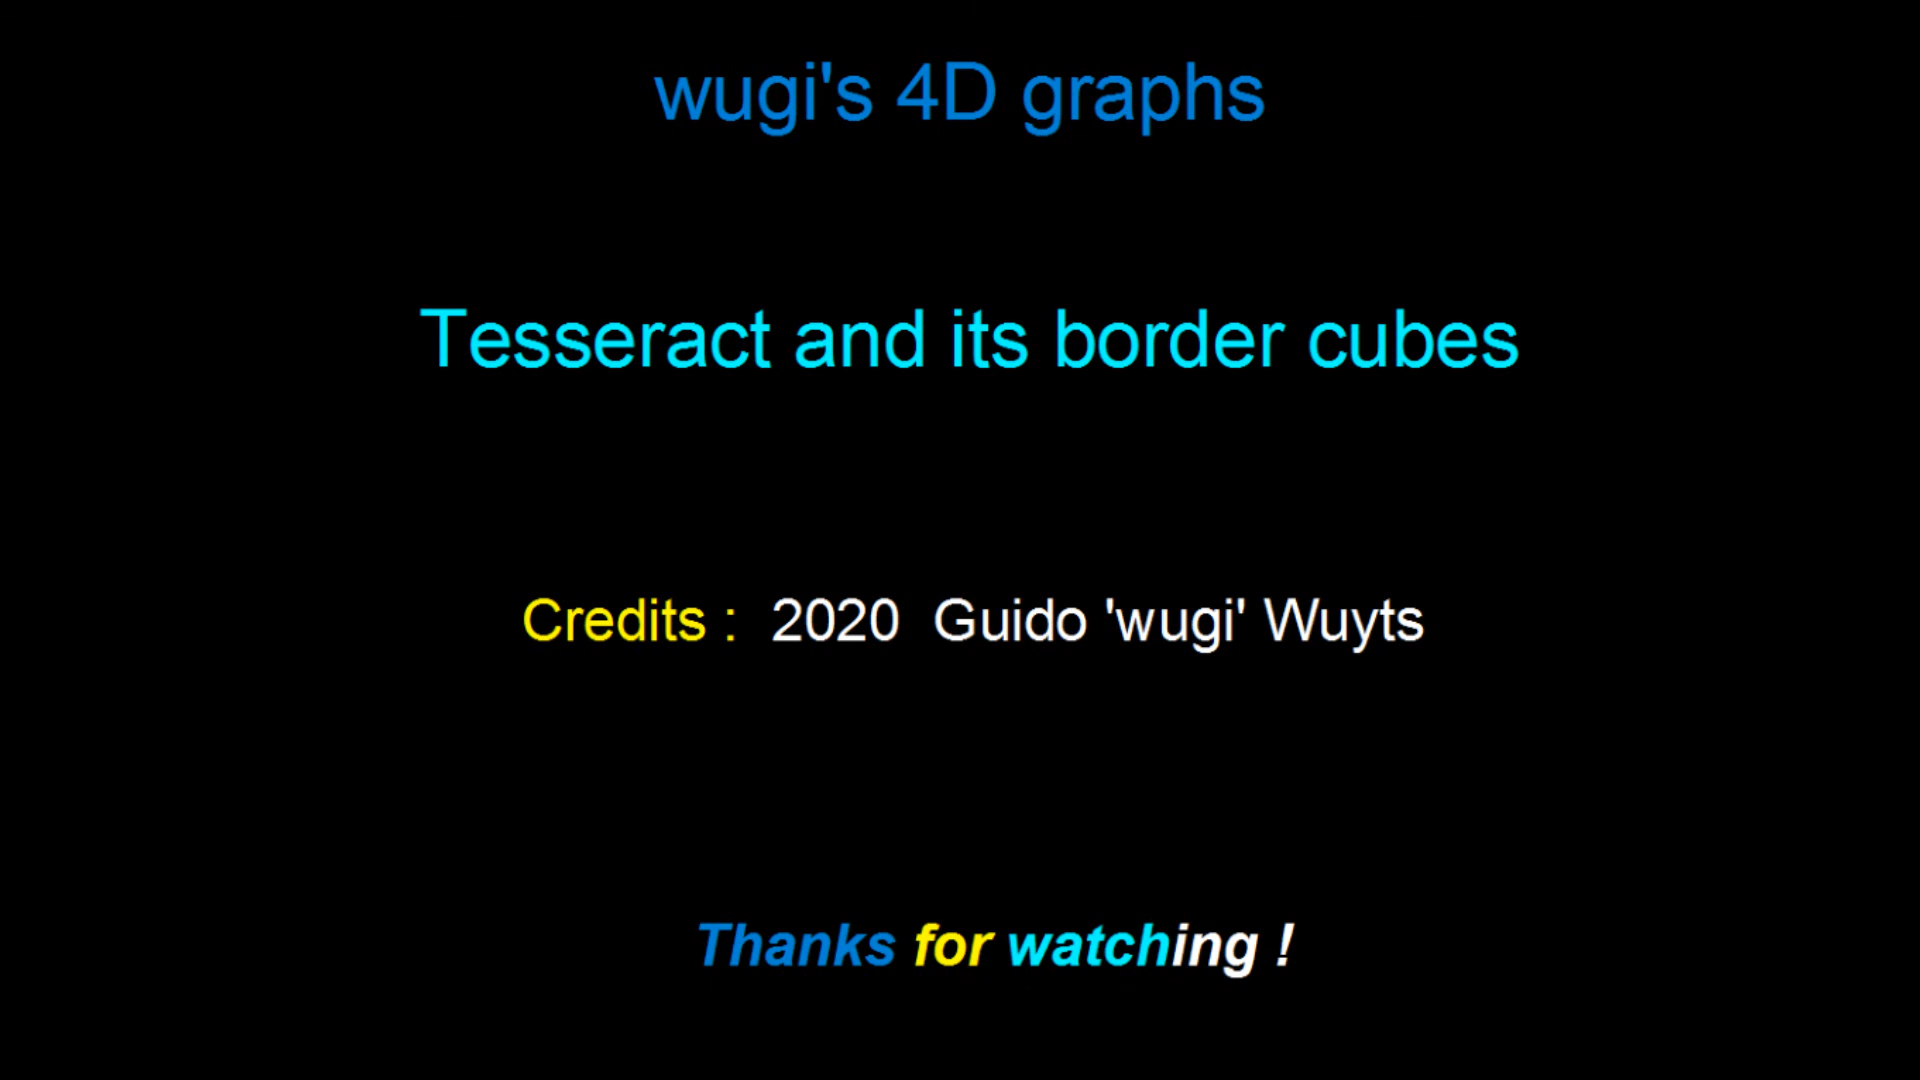 wugi's 4D graphs
Tesseract and its border cubes
Credits : 2020 Guido 'wugi' Wuyts
Thanks for watching !